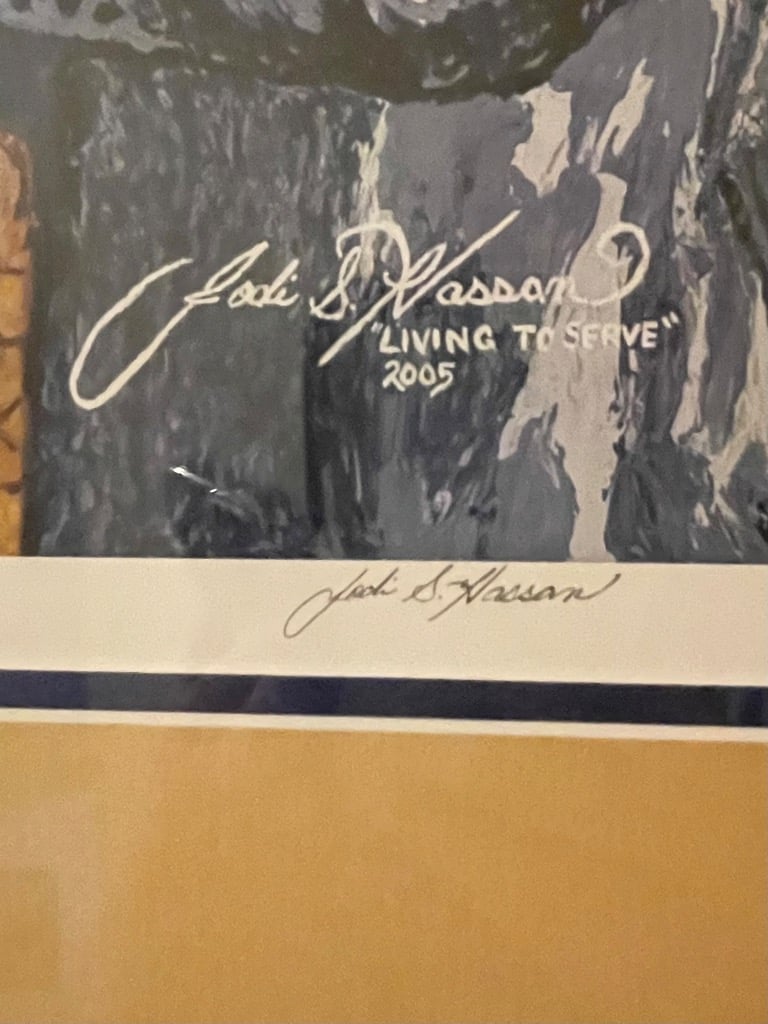 Jodi S. Hassan
"LIVING TO SERVE"
2005
Jodi S. Hassan